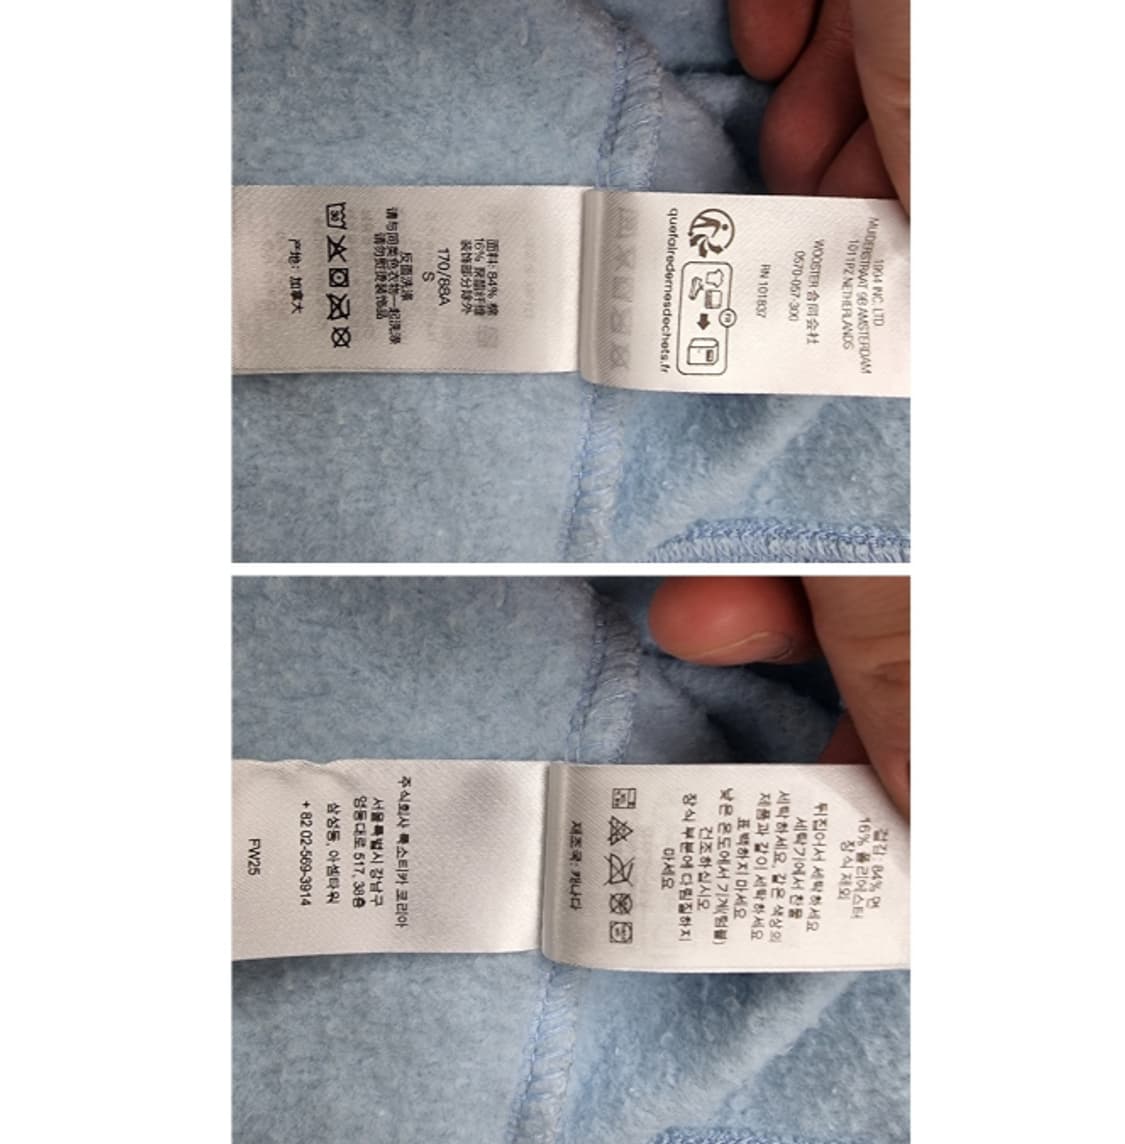 面料: 84% 棉
16% 聚酯纤维
装饰部分除外
170/88A
S
反面洗涤
请与同类色衣物一起洗涤
请勿熨烫装饰品
产地: 加拿大
1904 INC. LTD
MUIDERSTRAAT 9B AMSTERDAM
1011PZ NETHERLANDS
WOOSTER 合同会社
0570-057-300
RN 101837
FR
quefairedemesdechets.fr
겉감: 84% 면
16% 폴리에스터
장식 제외
뒤집어서 세탁하세요
세탁기에서 찬물
세탁하세요, 같은 색상의
제품과 같이 세탁하세요
표백하지 마세요
낮은 온도에서 기계(텀블)
건조하십시오
장식 부분에 다림질하지
마세요
제조국: 캐나다
주식회사 룩소티카 코리아
서울특별시 강남구
영동대로 517, 38층
삼성동, 아셈타워
+ 82 02-569-3914
FW25